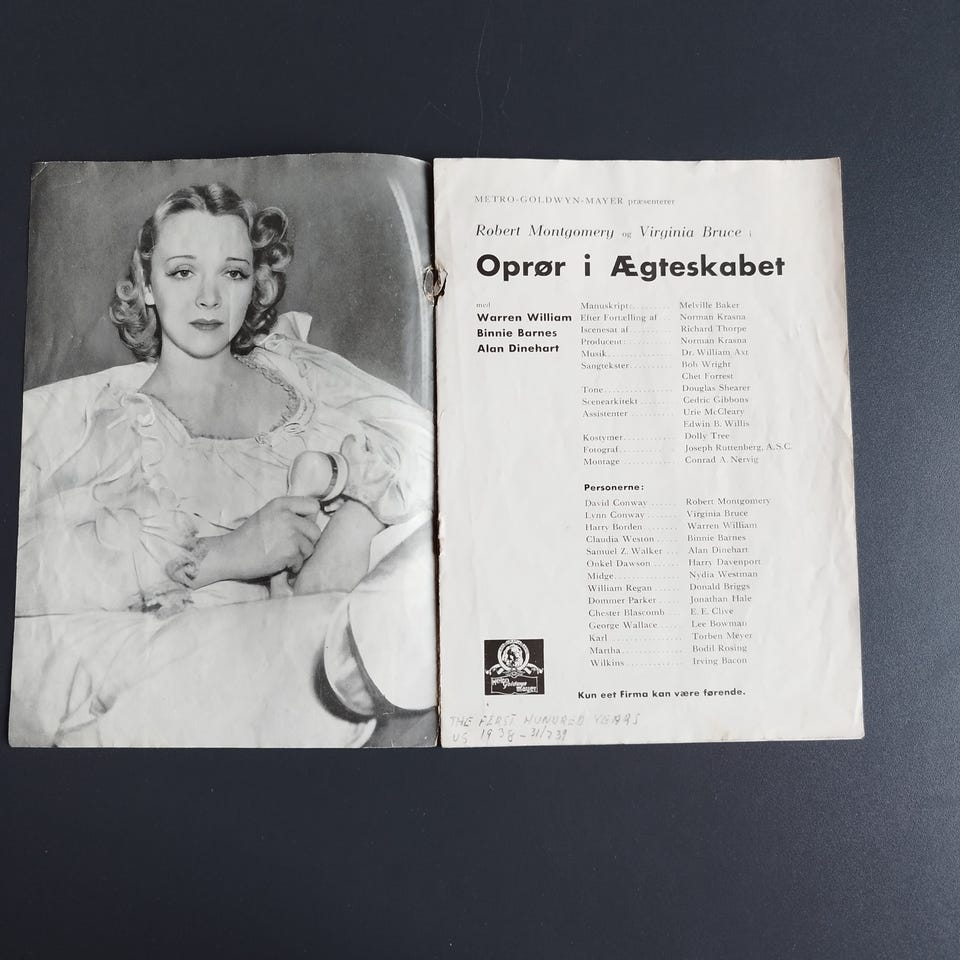 METRO-GOLDWYN-MAYER præsenterer
Robert Montgomery og Virginia Bruce i
Oprør i Ægteskabet
med
Warren William
Binnie Barnes
Alan Dinehart
Manuskript:......... Melville Baker
Efter Fortælling af ... Norman Krasna
Iscenesat af.......... Richard Thorpe
Producent:........... Norman Krasna
Musik................ Dr. William Axt
Sangtekster.......... Bob Wright
Chet Forrest
Tone................. Douglas Shearer
Scenearkitekt ....... Cedric Gibbons
Assistenter .......... Urie McCleary
Edwin B. Willis
Kostymer............ Dolly Tree
Fotograf............. Joseph Ruttenberg, A.S.C.
Montage ............ Conrad A. Nervig
Personerne:
David Conway ...... Robert Montgomery
Lynn Conway ....... Virginia Bruce
Harry Borden ....... Warren William
Claudia Weston ..... Binnie Barnes
Samuel Z. Walker ... Alan Dinehart
Onkel Dawson ...... Harry Davenport
Midge............... Nydia Westman
William Regan ...... Donald Briggs
Dommer Parker ..... Jonathan Hale
Chester Blascomb ... E. E. Clive
George Wallace ..... Lee Bowman
Karl ................ Torben Meyer
Martha.............. Bodil Rosing
Wilkins.............. Irving Bacon
Metro Goldwyn Mayer
Kun eet Firma kan være førende.
THE FIRST HUNDRED YEARS
US 1938 - 31/7 39